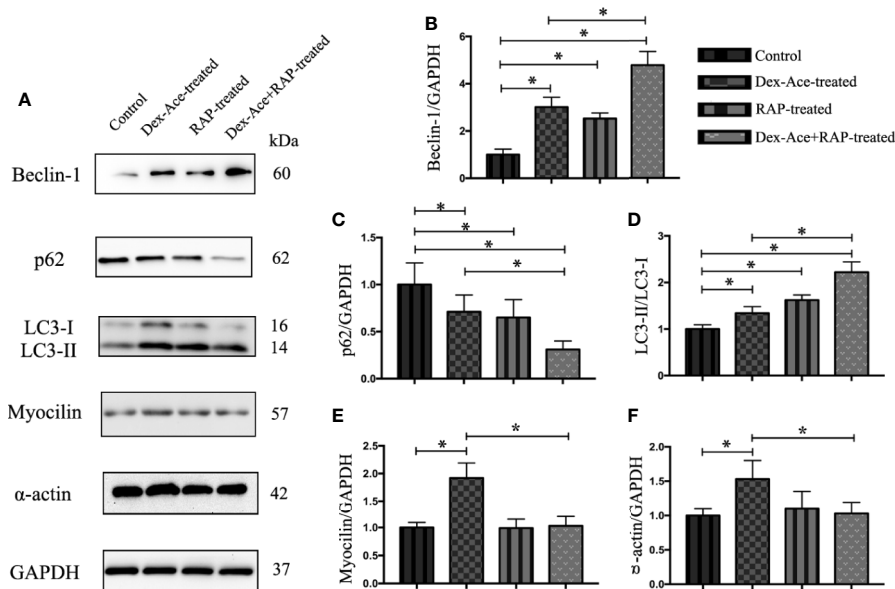 A
Control
Dex-Ace-treated
RAP-treated
Dex-Ace+RAP-treated
kDa
Beclin-1 60
p62 62
LC3-I 16
LC3-II 14
Myocilin 57
α-actin 42
GAPDH 37
B
Beclin-1/GAPDH
6
4
2
0
*
*
*
*
Control
Dex-Ace-treated
RAP-treated
Dex-Ace+RAP-treated
C
p62/GAPDH
1.5
1.0
0.5
0.0
*
*
*
*
D
LC3-II/LC3-I
3
2
1
0
*
*
*
*
E
Myocilin/GAPDH
2.5
2.0
1.5
1.0
0.5
0.0
*
*
F
α-actin/GAPDH
2.0
1.5
1.0
0.5
0.0
*
*